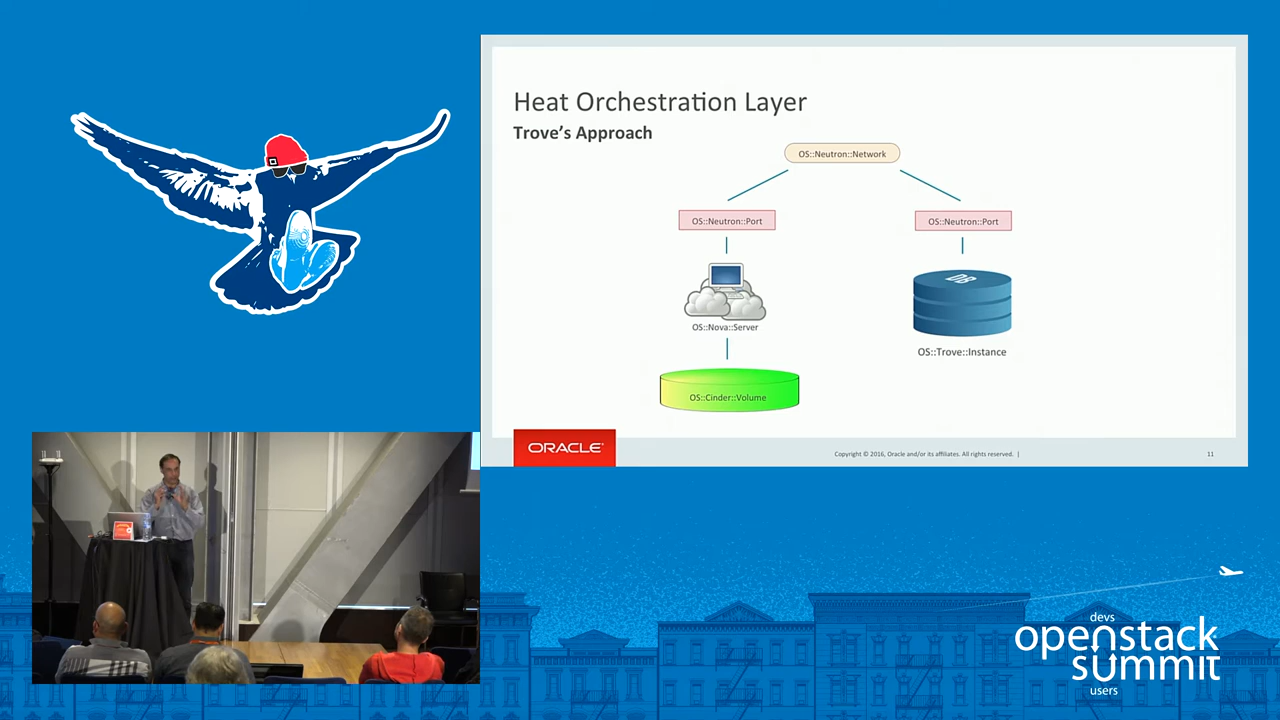 Heat Orchestration Layer
Trove's Approach
OS::Neutron::Network
OS::Neutron::Port
OS::Neutron::Port
DB
OS::Nova::Server
OS::Trove::Instance
OS::Cinder::Volume
ORACLE
Copyright © 2016, Oracle and/or its affiliates. All rights reserved. |
11
devs
openstack
summit
users